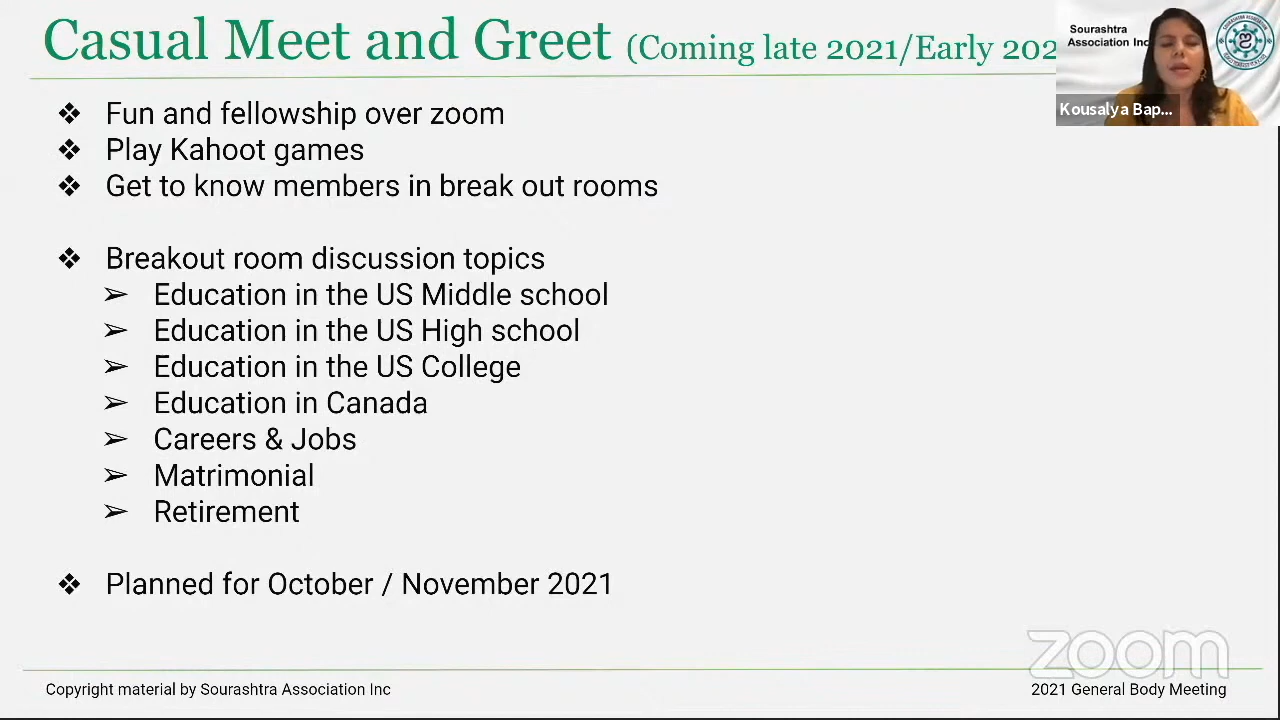 Casual Meet and Greet (Coming late 2021/Early 202
Sourashtra
Association Inc
Kousalya Bap...
❖ Fun and fellowship over zoom
❖ Play Kahoot games
❖ Get to know members in break out rooms
❖ Breakout room discussion topics
➢ Education in the US Middle school
➢ Education in the US High school
➢ Education in the US College
➢ Education in Canada
➢ Careers & Jobs
➢ Matrimonial
➢ Retirement
❖ Planned for October / November 2021
zoom
Copyright material by Sourashtra Association Inc
2021 General Body Meeting